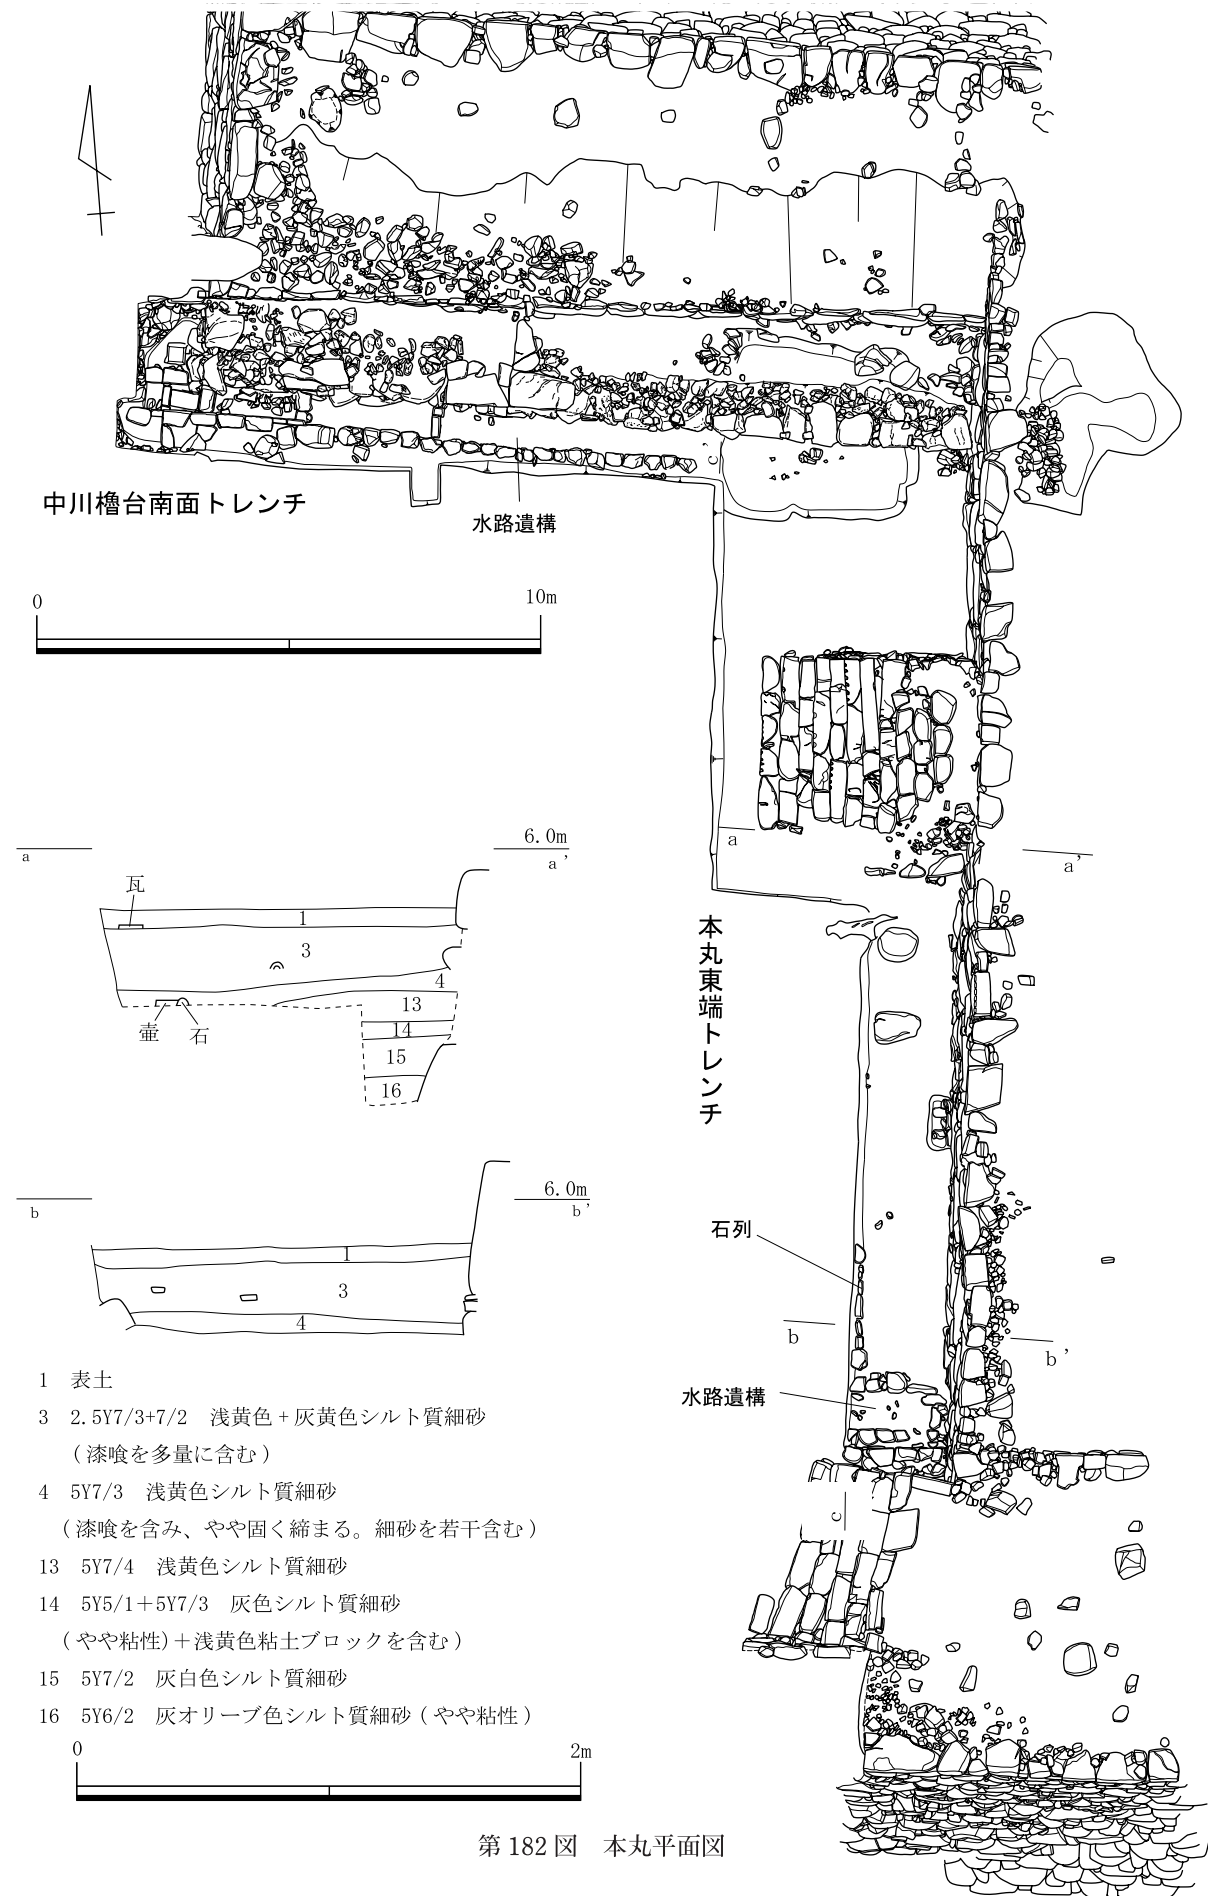 c'
中川櫓台南面トレンチ
水路遺構
0 10m
a
a'
6.0m
a a'
瓦
1
3
4
13
壷 石
14
15
16
本丸東端トレンチ
6.0m
b b'
1
3
4
石列
b
b'
水路遺構
c
1 表土
3 2.5Y7/3+7/2 浅黄色+灰黄色シルト質細砂
(漆喰を多量に含む)
4 5Y7/3 浅黄色シルト質細砂
(漆喰を含み、やや固く締まる。細砂を若干含む)
13 5Y7/4 浅黄色シルト質細砂
14 5Y5/1+5Y7/3 灰色シルト質細砂
(やや粘性)+浅黄色粘土ブロックを含む)
15 5Y7/2 灰白色シルト質細砂
16 5Y6/2 灰オリーブ色シルト質細砂(やや粘性)
0 2m
第182図 本丸平面図